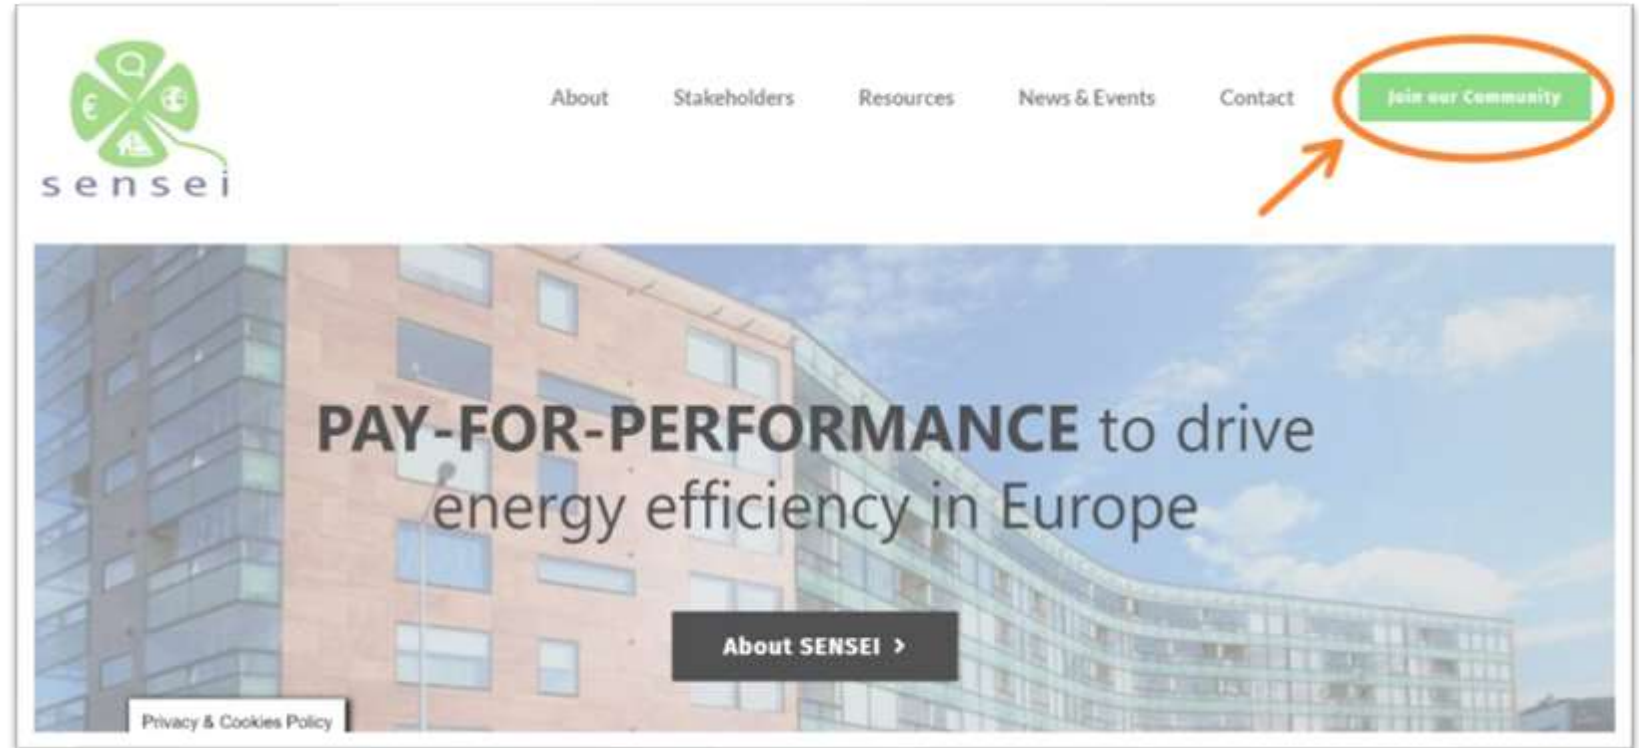 sensei
About
Stakeholders
Resources
News & Events
Contact
Join our Community
PAY-FOR-PERFORMANCE to drive
energy efficiency in Europe
About SENSEI >
Privacy & Cookies Policy